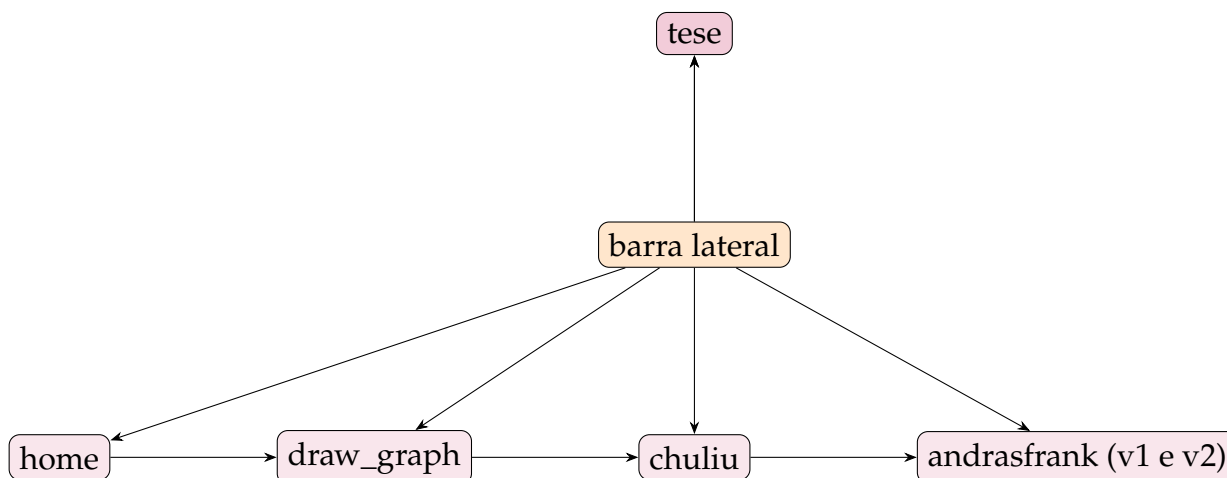 tese
barra lateral
home
draw_graph
chuliu
andrasfrank (v1 e v2)